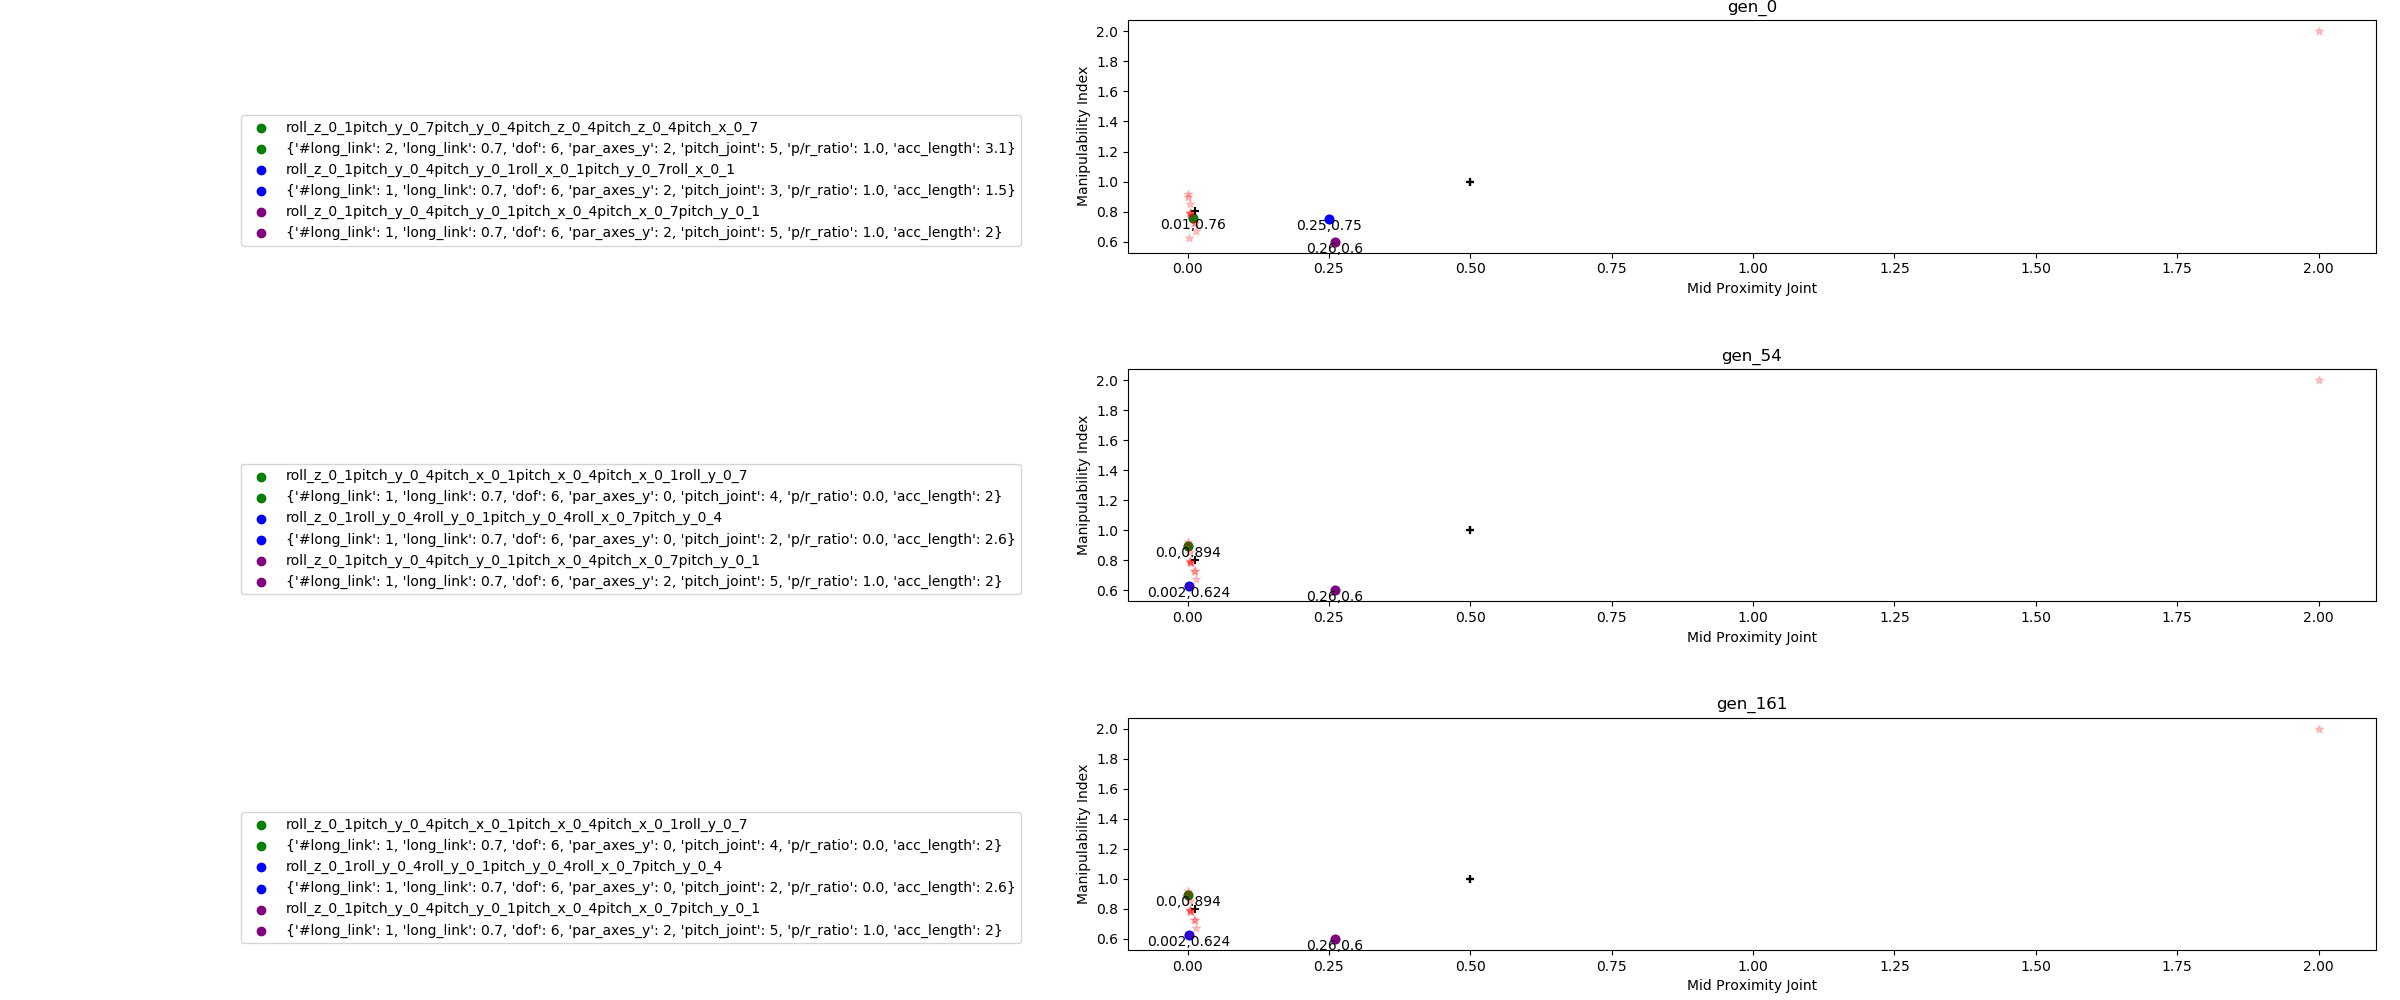 gen_0
roll_z_0_1pitch_y_0_7pitch_y_0_4pitch_z_0_4pitch_z_0_4pitch_x_0_7
{'#long_link': 2, 'long_link': 0.7, 'dof': 6, 'par_axes_y': 2, 'pitch_joint': 5, 'p/r_ratio': 1.0, 'acc_length': 3.1}
roll_z_0_1pitch_y_0_4pitch_y_0_1roll_x_0_1pitch_y_0_7roll_x_0_1
{'#long_link': 1, 'long_link': 0.7, 'dof': 6, 'par_axes_y': 2, 'pitch_joint': 3, 'p/r_ratio': 1.0, 'acc_length': 1.5}
roll_z_0_1pitch_y_0_4pitch_y_0_1pitch_x_0_4pitch_x_0_7pitch_y_0_1
{'#long_link': 1, 'long_link': 0.7, 'dof': 6, 'par_axes_y': 2, 'pitch_joint': 5, 'p/r_ratio': 1.0, 'acc_length': 2}
Manipulability Index
2.0
1.8
1.6
1.4
1.2
1.0
0.8
0.6
0.01,0.76
0.25,0.75
0.26,0.6
0.00 0.25 0.50 0.75 1.00 1.25 1.50 1.75 2.00
Mid Proximity Joint
gen_54
roll_z_0_1pitch_y_0_4pitch_x_0_1pitch_x_0_4pitch_x_0_1roll_y_0_7
{'#long_link': 1, 'long_link': 0.7, 'dof': 6, 'par_axes_y': 0, 'pitch_joint': 4, 'p/r_ratio': 0.0, 'acc_length': 2}
roll_z_0_1roll_y_0_4roll_y_0_1pitch_y_0_4roll_x_0_7pitch_y_0_4
{'#long_link': 1, 'long_link': 0.7, 'dof': 6, 'par_axes_y': 0, 'pitch_joint': 2, 'p/r_ratio': 0.0, 'acc_length': 2.6}
roll_z_0_1pitch_y_0_4pitch_y_0_1pitch_x_0_4pitch_x_0_7pitch_y_0_1
{'#long_link': 1, 'long_link': 0.7, 'dof': 6, 'par_axes_y': 2, 'pitch_joint': 5, 'p/r_ratio': 1.0, 'acc_length': 2}
Manipulability Index
2.0
1.8
1.6
1.4
1.2
1.0
0.8
0.6
0.0,0.894
0.002,0.624
0.26,0.6
0.00 0.25 0.50 0.75 1.00 1.25 1.50 1.75 2.00
Mid Proximity Joint
gen_161
roll_z_0_1pitch_y_0_4pitch_x_0_1pitch_x_0_4pitch_x_0_1roll_y_0_7
{'#long_link': 1, 'long_link': 0.7, 'dof': 6, 'par_axes_y': 0, 'pitch_joint': 4, 'p/r_ratio': 0.0, 'acc_length': 2}
roll_z_0_1roll_y_0_4roll_y_0_1pitch_y_0_4roll_x_0_7pitch_y_0_4
{'#long_link': 1, 'long_link': 0.7, 'dof': 6, 'par_axes_y': 0, 'pitch_joint': 2, 'p/r_ratio': 0.0, 'acc_length': 2.6}
roll_z_0_1pitch_y_0_4pitch_y_0_1pitch_x_0_4pitch_x_0_7pitch_y_0_1
{'#long_link': 1, 'long_link': 0.7, 'dof': 6, 'par_axes_y': 2, 'pitch_joint': 5, 'p/r_ratio': 1.0, 'acc_length': 2}
Manipulability Index
2.0
1.8
1.6
1.4
1.2
1.0
0.8
0.6
0.0,0.894
0.002,0.624
0.26,0.6
0.00 0.25 0.50 0.75 1.00 1.25 1.50 1.75 2.00
Mid Proximity Joint